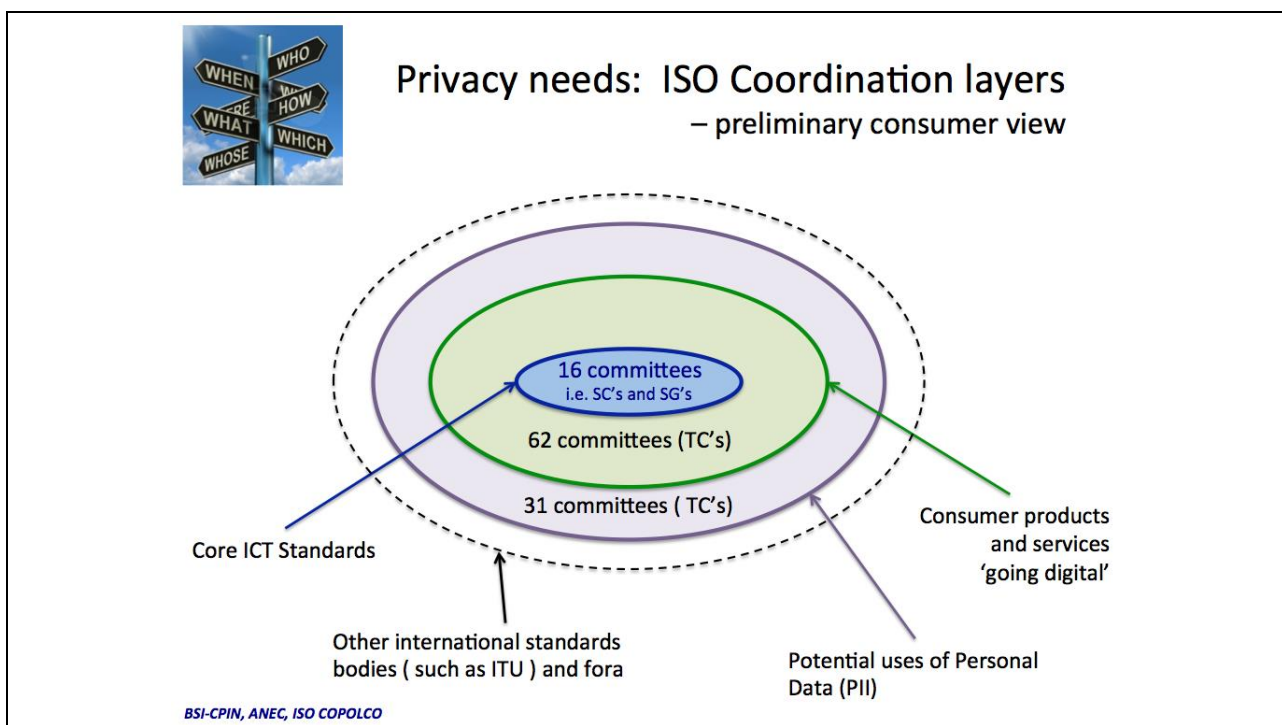 WHO
WHEN
HOW
WHAT
WHICH
WHOSE
Privacy needs: ISO Coordination layers
– preliminary consumer view
16 committees
i.e. SC's and SG's
62 committees (TC's)
31 committees ( TC's)
Core ICT Standards
Consumer products
and services
'going digital'
Other international standards
bodies ( such as ITU ) and fora
Potential uses of Personal
Data (PII)
BSI-CPIN, ANEC, ISO COPOLCO